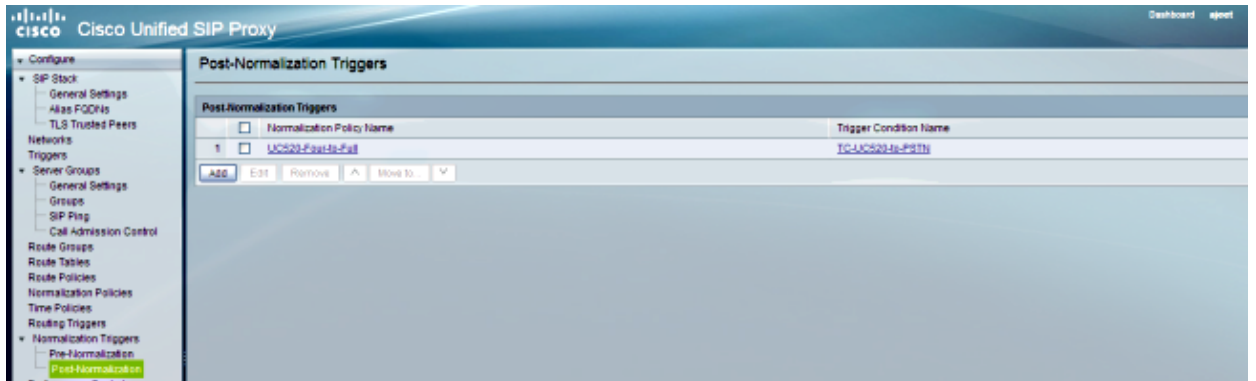 CISCO Cisco Unified SIP Proxy
Dashboard ajeet
Configure
SIP Stack
General Settings
Alias FQDNs
TLS Trusted Peers
Networks
Triggers
Server Groups
General Settings
Groups
SIP Ping
Call Admission Control
Route Groups
Route Tables
Route Policies
Normalization Policies
Time Policies
Routing Triggers
Normalization Triggers
Pre-Normalization
Post-Normalization
Post-Normalization Triggers
Post-Normalization Triggers
Normalization Policy Name Trigger Condition Name
1 UC520-Four-to-Full TC-UC520-to-PSTN
Add Edit Remove Move to...